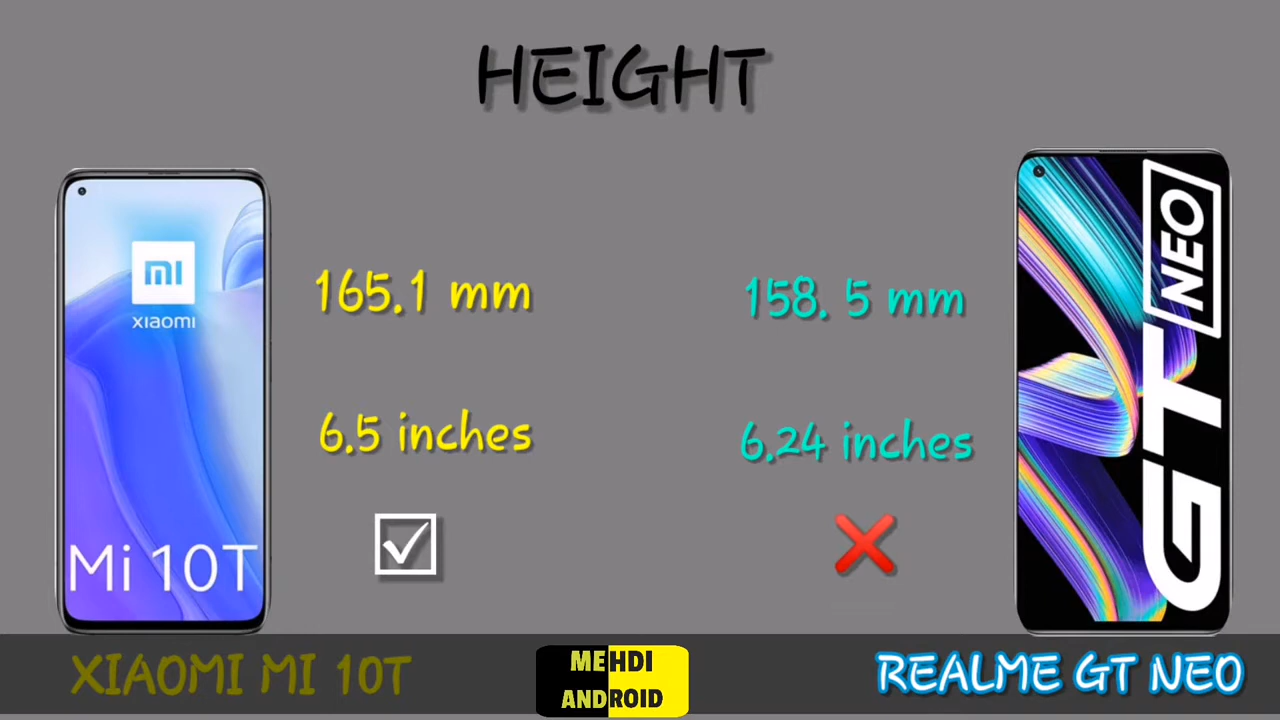 HEIGHT
mi
xiaomi
Mi 10T
165.1 mm
6.5 inches
158. 5 mm
6.24 inches
GT NEO
XIAOMI MI 10T
MEHDI
ANDROID
REALME GT NEO